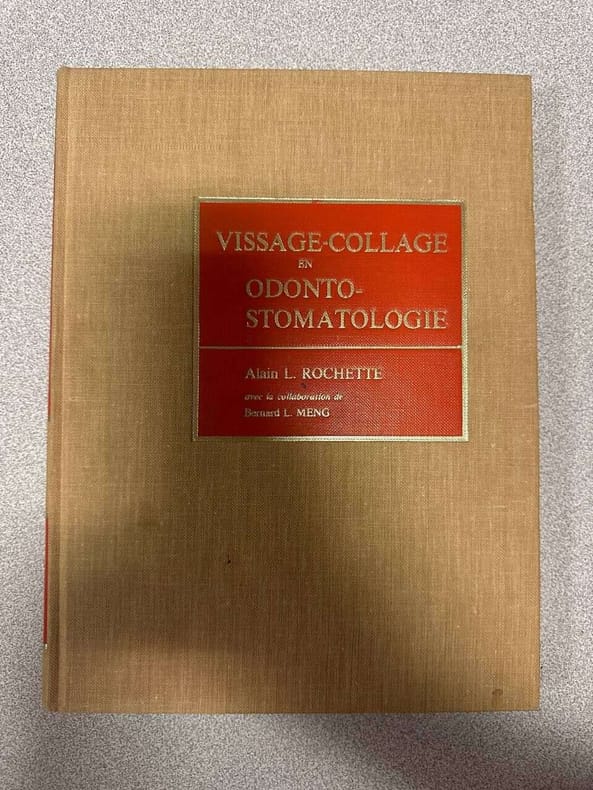 VISSAGE-COLLAGE
EN
ODONTO-
STOMATOLOGIE
Alain L. ROCHETTE
avec la collaboration de
Bernard L. MENG